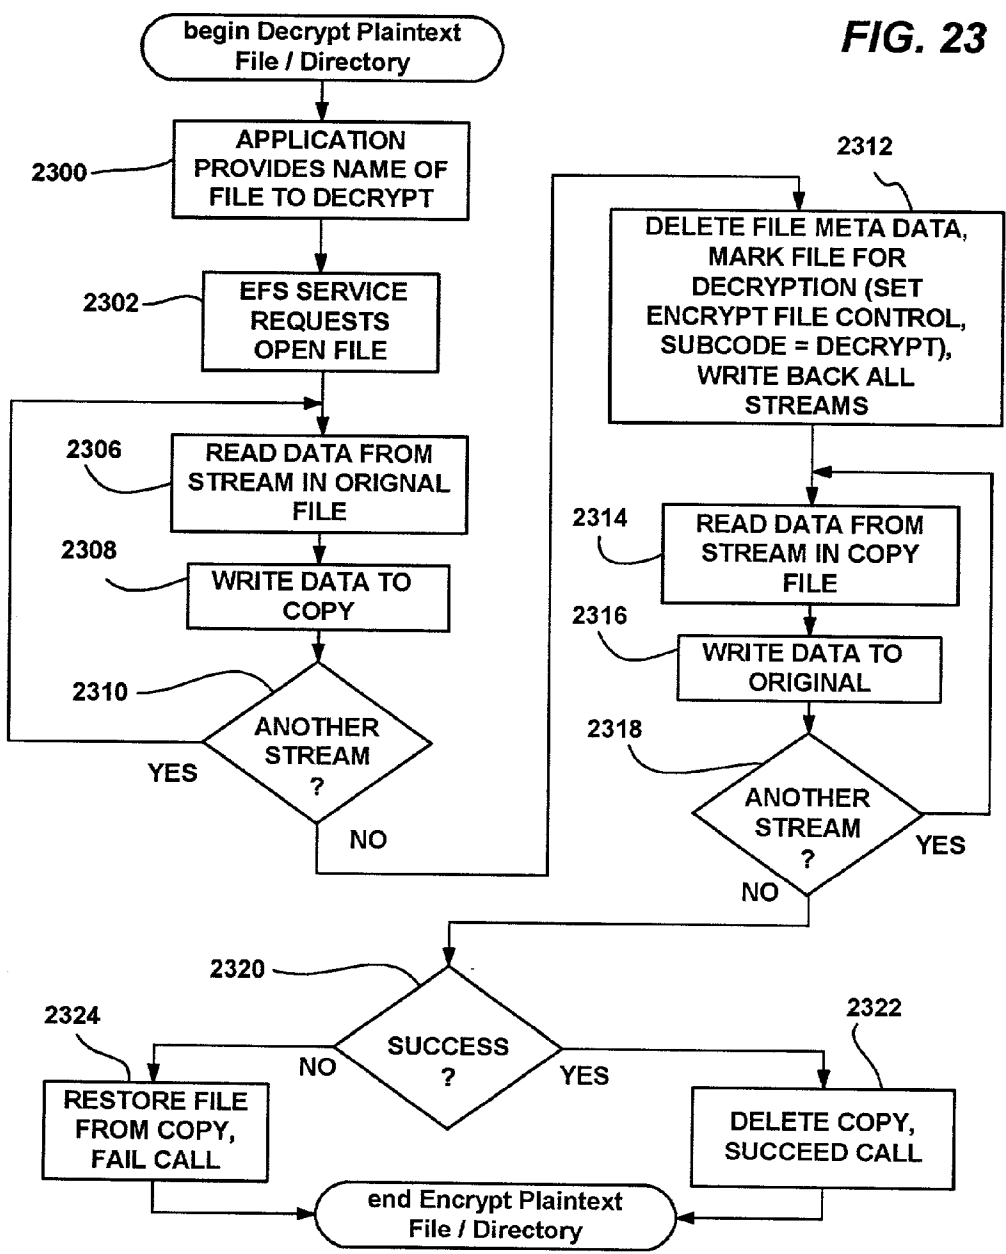 FIG. 23
begin Decrypt Plaintext
File / Directory
2300
APPLICATION
PROVIDES NAME OF
FILE TO DECRYPT
2302
EFS SERVICE
REQUESTS
OPEN FILE
2306
READ DATA FROM
STREAM IN ORIGNAL
FILE
2308
WRITE DATA TO
COPY
2310
ANOTHER
STREAM
?
YES
NO
2312
DELETE FILE META DATA,
MARK FILE FOR
DECRYPTION (SET
ENCRYPT FILE CONTROL,
SUBCODE = DECRYPT),
WRITE BACK ALL
STREAMS
2314
READ DATA FROM
STREAM IN COPY
FILE
2316
WRITE DATA TO
ORIGINAL
2318
ANOTHER
STREAM
?
YES
NO
2320
SUCCESS
?
NO
YES
2324
RESTORE FILE
FROM COPY,
FAIL CALL
2322
DELETE COPY,
SUCCEED CALL
end Encrypt Plaintext
File / Directory